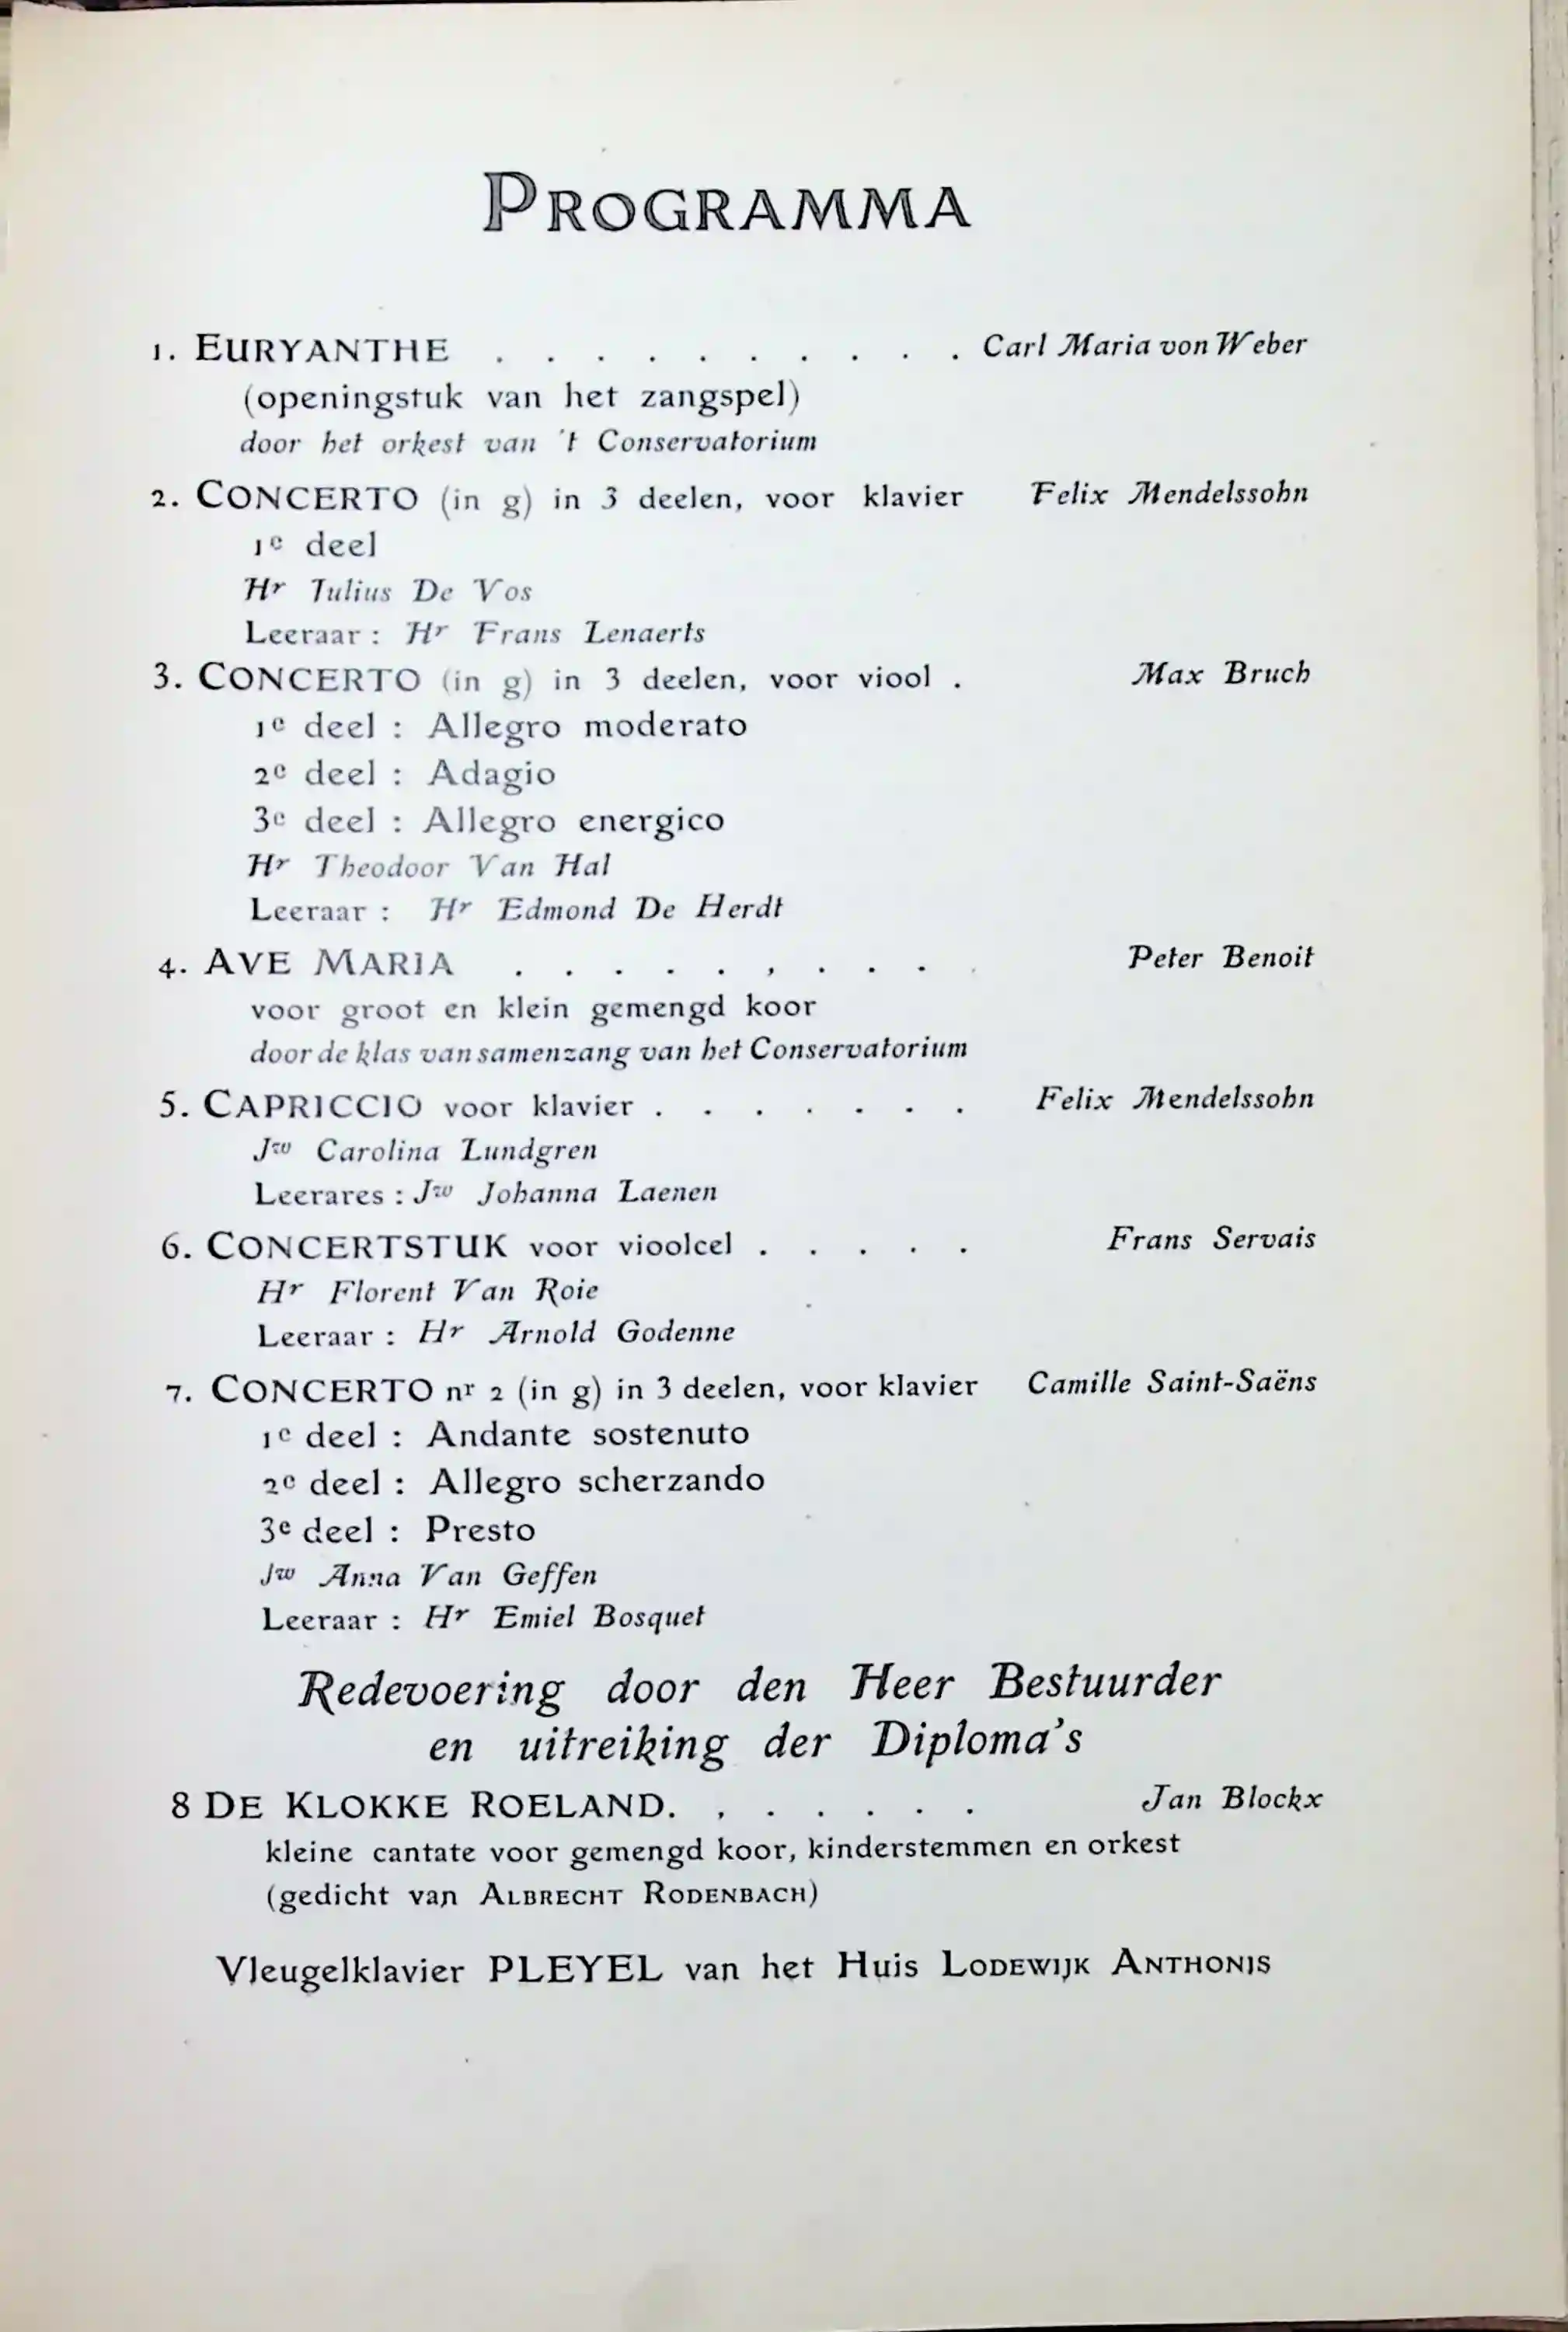 PROGRAMMA
1. EURYANTHE . . . . . . . . . . Carl Maria von Weber
(openingstuk van het zangspel)
door het orkest van 't Conservatorium
2. CONCERTO (in g) in 3 deelen, voor klavier Felix Mendelssohn
1e deel
Hr Julius De Vos
Leeraar : Hr Frans Lenaerts
3. CONCERTO (in g) in 3 deelen, voor viool . Max Bruch
1e deel : Allegro moderato
2e deel : Adagio
3e deel : Allegro energico
Hr Theodoor Van Hal
Leeraar : Hr Edmond De Herdt
4. AVE MARIA . . . . . , . . . Peter Benoit
voor groot en klein gemengd koor
door de klas van samenzang van het Conservatorium
5. CAPRICCIO voor klavier . . . . . . . Felix Mendelssohn
Jw Carolina Lundgren
Leerares : Jw Johanna Laenen
6. CONCERTSTUK voor vioolcel . . . . . Frans Servais
Hr Florent Van Roie
Leeraar : Hr Arnold Godenne
7. CONCERTO nr 2 (in g) in 3 deelen, voor klavier Camille Saint-Saëns
1e deel : Andante sostenuto
2e deel : Allegro scherzando
3e deel : Presto
Jw Anna Van Geffen
Leeraar : Hr Emiel Bosquet
Redevoering door den Heer Bestuurder
en uitreiking der Diploma's
8 DE KLOKKE ROELAND. , . . . . . Jan Blockx
kleine cantate voor gemengd koor, kinderstemmen en orkest
(gedicht van ALBRECHT RODENBACH)
Vleugelklavier PLEYEL van het Huis LODEWIJK ANTHONIS